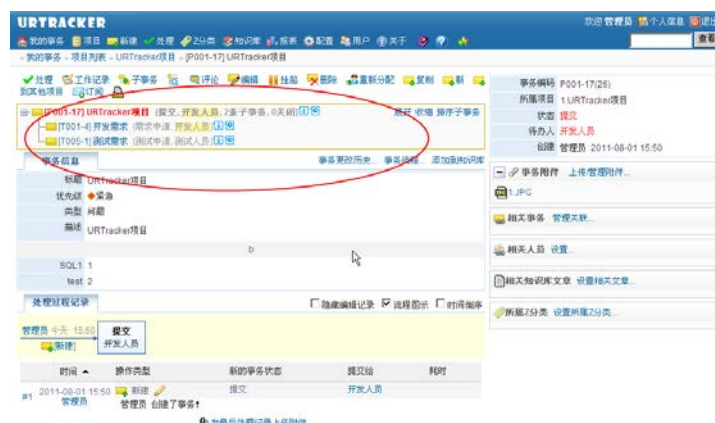 URTRACKER
欢迎 管理员 个人信息 退出
我的事务 项目 新建 处理 Z分类 知识库 报表 配置 用户 关于
查看
我的事务 - 项目列表 - URTracker项目 - [P001-17] URTracker项目
处理 工作记录 子事务 评论 编辑 挂起 删除 重新分配 复制 新
到其他项目 订阅
[P001-17] URTracker项目 (提交,开发人员,2条子事务,0关闭)
展开 收缩 排序子事务
[T001-4] 开发需求 (需求申请,开发人员)
[T005-1] 测试需求 (测试申请,测试人员)
事务信息
事务更改历史... 事务流程... 添加到知识库
标题 URTracker项目
优先级 紧急
类型 问题
描述 URTracker项目
b
SQL1 1
test 2
处理过程记录
隐藏编辑记录 流程图示 时间倒序
管理员 今天 15:50
[新建]
提交
开发人员
时间 操作类型 新的事务状态 提交给 耗时
#1 2011-08-01 15:50 新建 提交 开发人员
管理员 管理员 创建了事务
为最后处理记录上传附件
事务编码 P001-17(26)
所属项目 1.URTracker项目
状态 提交
待办人 开发人员
创建 管理员 2011-08-01 15:50
事务附件 上传/管理附件...
1.JPG
相关事务 管理关联...
相关人员 设置...
相关知识库文章 设置相关文章...
所属Z分类 设置所属Z分类...